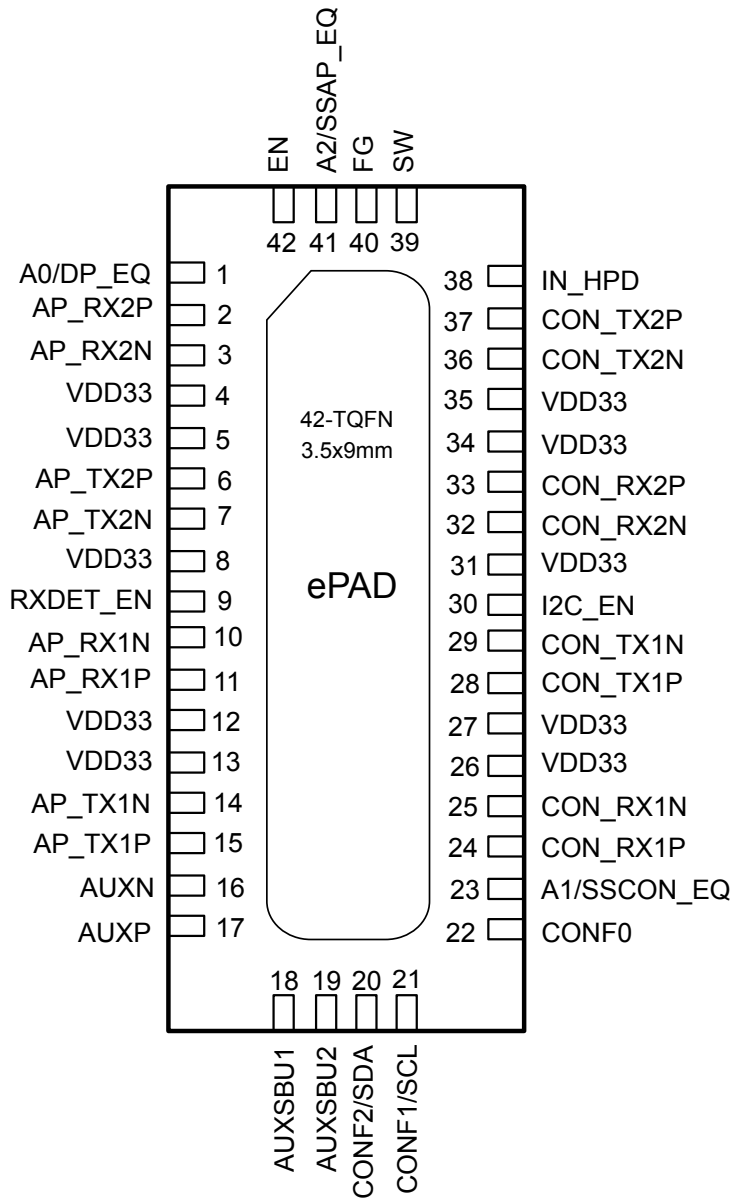 EN
A2/SSAP_EQ
FG
SW
42 41 40 39
A0/DP_EQ 1
AP_RX2P 2
AP_RX2N 3
VDD33 4
VDD33 5
AP_TX2P 6
AP_TX2N 7
VDD33 8
RXDET_EN 9
AP_RX1N 10
AP_RX1P 11
VDD33 12
VDD33 13
AP_TX1N 14
AP_TX1P 15
AUXN 16
AUXP 17
42-TQFN
3.5x9mm
ePAD
38 IN_HPD
37 CON_TX2P
36 CON_TX2N
35 VDD33
34 VDD33
33 CON_RX2P
32 CON_RX2N
31 VDD33
30 I2C_EN
29 CON_TX1N
28 CON_TX1P
27 VDD33
26 VDD33
25 CON_RX1N
24 CON_RX1P
23 A1/SSCON_EQ
22 CONF0
18 19 20 21
AUXSBU1
AUXSBU2
CONF2/SDA
CONF1/SCL